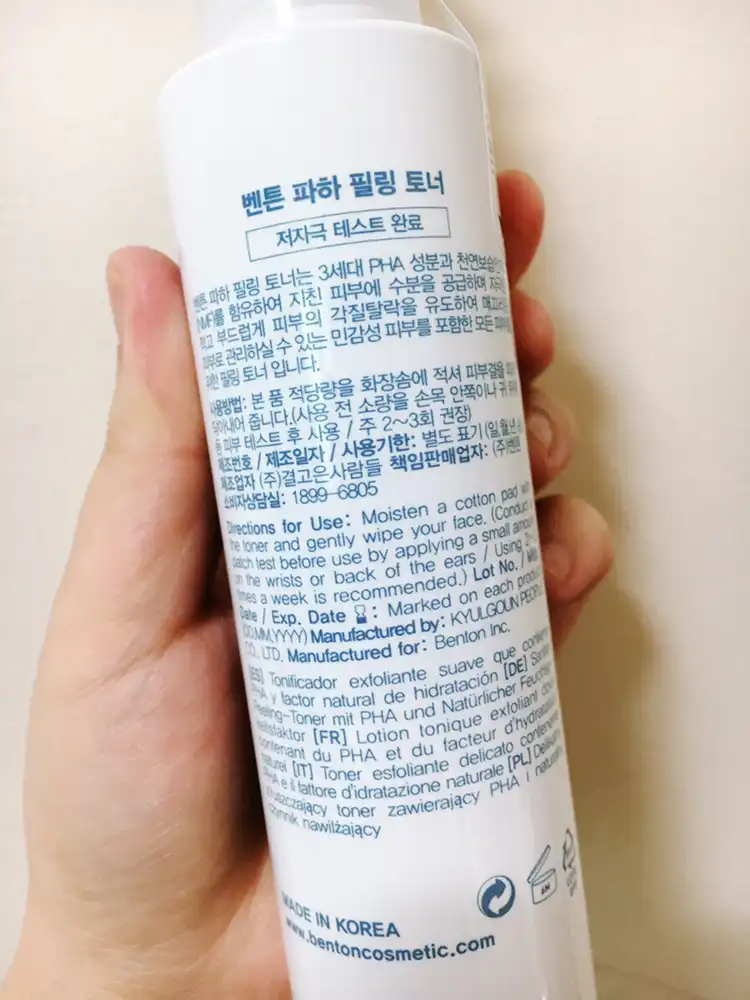 벤튼 파하 필링 토너
저자극 테스트 완료
벤튼 파하 필링 토너는 3세대 PHA 성분과 천연보습인
(NMF)를 함유하여 지친 피부에 수분을 공급하며
부드럽게 피부의 각질탈락을 유도하여
피부로 관리하실 수 있는 민감성 피부를 포함한 모든
위한 필링 토너 입니다.
사용방법: 본 품 적당량을 화장솜에 적셔 피부결을 따라
닦아내어 줍니다.(사용 전 소량을 손목 안쪽이나 귀 뒤에
피부 테스트 후 사용 / 주 2~3회 권장)
제조번호 / 제조일자 / 사용기한: 별도 표기 (일,월,년
제조업자 (주)결고은사람들 책임판매업자: (주)벤튼
소비자상담실: 1899-6805
Directions for Use: Moisten a cotton pad with
the toner and gently wipe your face. (Conduct
patch test before use by applying a small amount
on the wrists or back of the ears / Using 2~
times a week is recommended.) Lot No. /
Date / Exp. Date : Marked on each product
(DD,MM,YYYY) Manufactured by: KYULGOUN PEOPLE
CO., LTD. Manufactured for: Benton Inc.
[ES] Tonificador exfoliante suave que contiene
PHA y factor natural de hidratación [DE]
Peeling-Toner mit PHA und Natürlicher
[FR] Lotion tonique exfoliant
contenant du PHA et du facteur d'hydratation
naturel [IT] Toner esfoliante delicato contenente
PHA e il fattore d'idratazione naturale [PL]
złuszczający toner zawierający PHA i
czynnik nawilżający
6M
MADE IN KOREA
www.bentoncosmetic.com